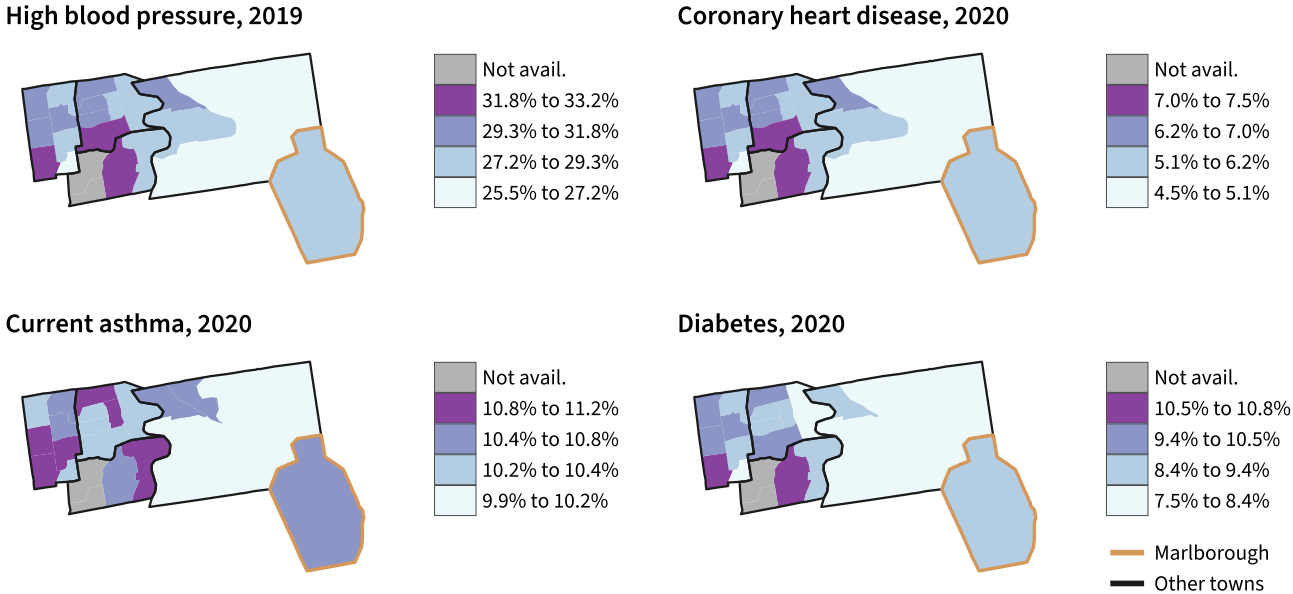 High blood pressure, 2019
Not avail.
31.8% to 33.2%
29.3% to 31.8%
27.2% to 29.3%
25.5% to 27.2%
Coronary heart disease, 2020
Not avail.
7.0% to 7.5%
6.2% to 7.0%
5.1% to 6.2%
4.5% to 5.1%
Current asthma, 2020
Not avail.
10.8% to 11.2%
10.4% to 10.8%
10.2% to 10.4%
9.9% to 10.2%
Diabetes, 2020
Not avail.
10.5% to 10.8%
9.4% to 10.5%
8.4% to 9.4%
7.5% to 8.4%
Marlborough
Other towns